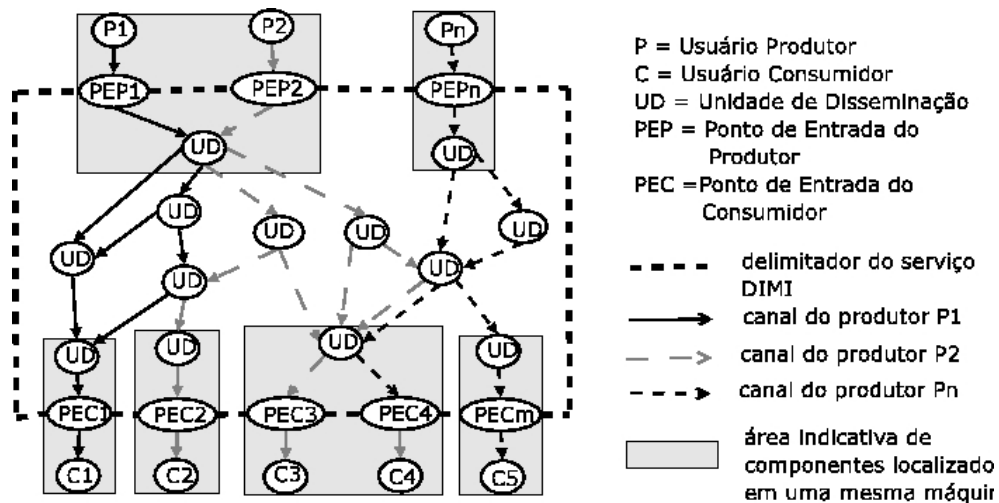 P1
P2
Pn
PEP1
PEP2
PEPn
UD
UD
UD
UD
UD
UD
UD
UD
UD
UD
UD
UD
UD
PEC1
PEC2
PEC3
PEC4
PECm
C1
C2
C3
C4
C5
P = Usuário Produtor
C = Usuário Consumidor
UD = Unidade de Disseminação
PEP = Ponto de Entrada do
Produtor
PEC =Ponto de Entrada do
Consumidor
delimitador do serviço
DIMI
canal do produtor P1
canal do produtor P2
canal do produtor Pn
área indicativa de
componentes localizado
em uma mesma máquir